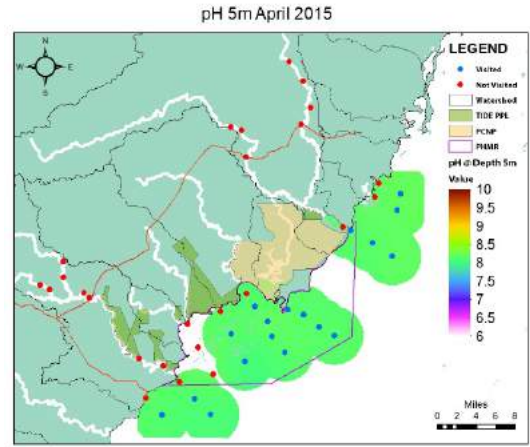 pH 5m April 2015
N
W E
S
LEGEND
Visited
Not Visited
Watershed
TIDE PPL
PCNP
PHMR
pH @ Depth 5m
Value
10
9.5
9
8.5
8
7.5
7
6.5
6
Miles
0 2 4 6 8